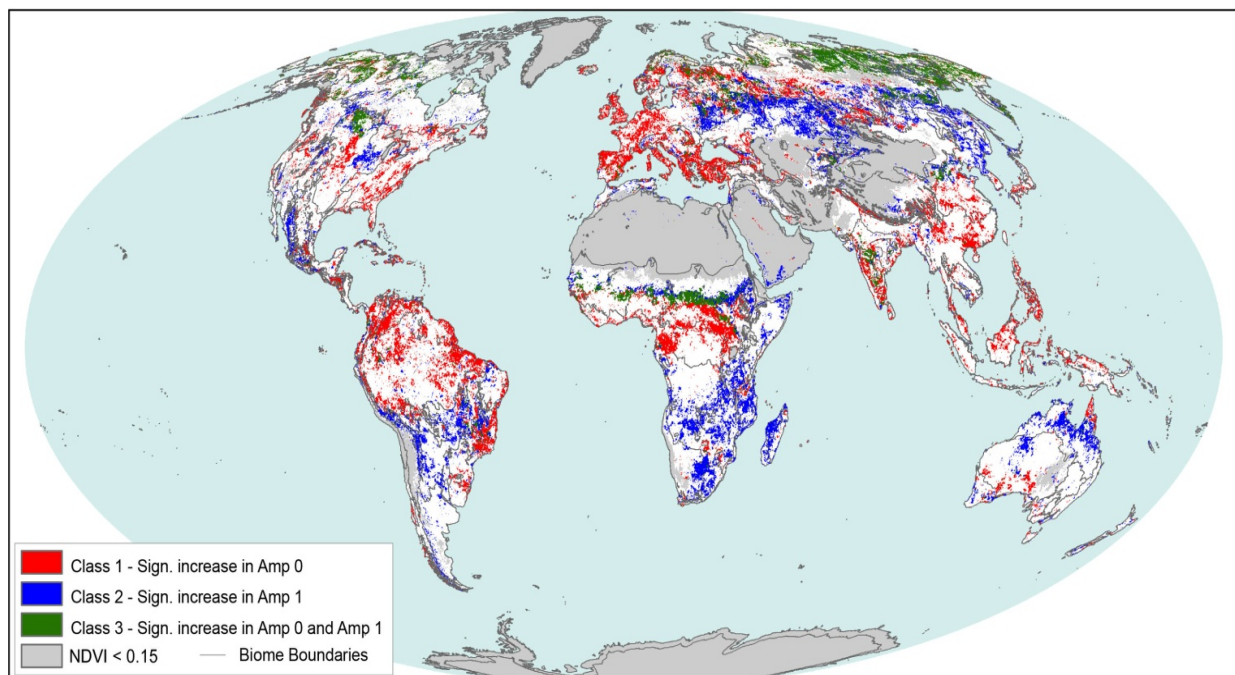 Class 1 - Sign. increase in Amp 0
Class 2 - Sign. increase in Amp 1
Class 3 - Sign. increase in Amp 0 and Amp 1
NDVI < 0.15 Biome Boundaries